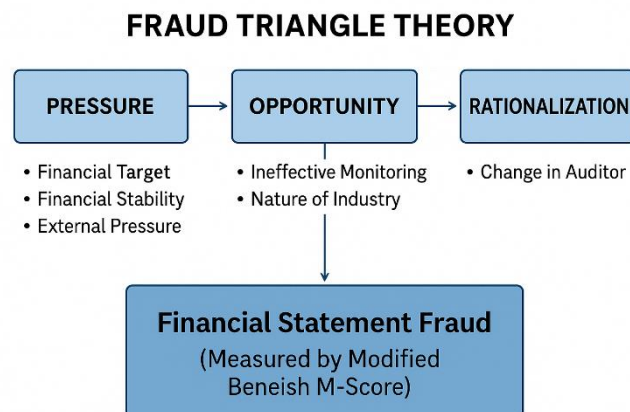 FRAUD TRIANGLE THEORY
PRESSURE
OPPORTUNITY
RATIONALIZATION
• Financial Target
• Financial Stability
• External Pressure
• Ineffective Monitoring
• Nature of Industry
• Change in Auditor
Financial Statement Fraud
(Measured by Modified
Beneish M-Score)